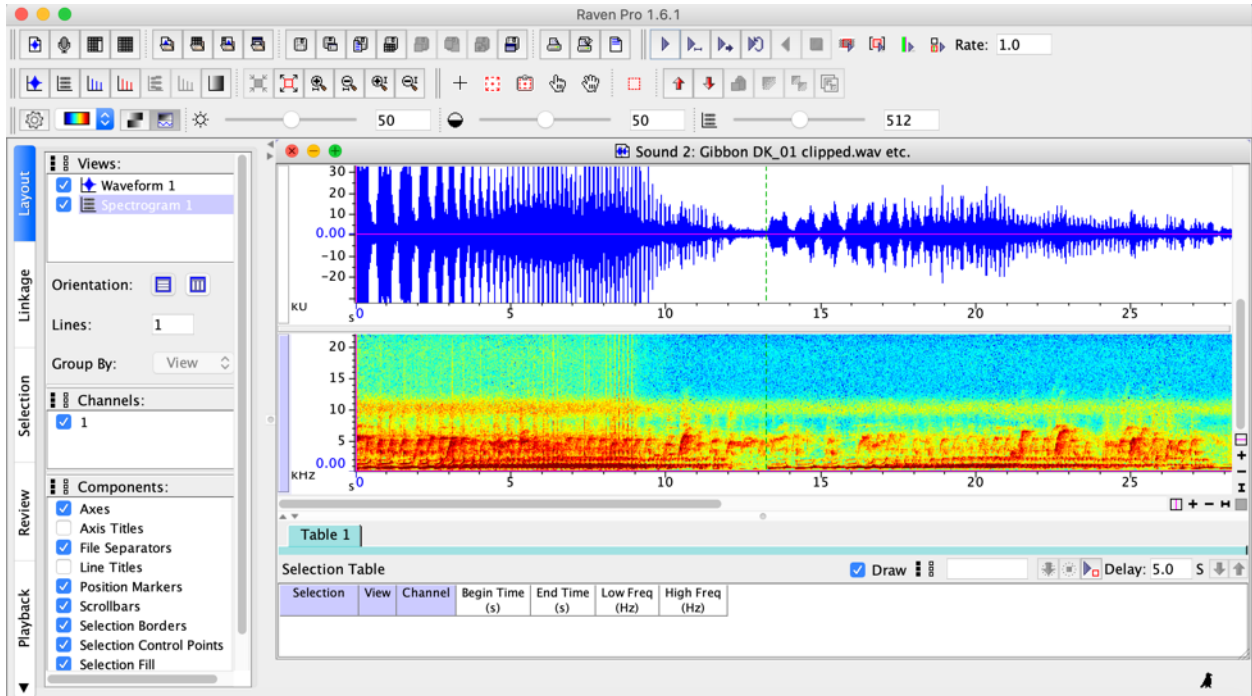 Raven Pro 1.6.1
Rate: 1.0
50 50 512
Sound 2: Gibbon DK_01 clipped.wav etc.
Layout
Linkage
Selection
Review
Playback
Views:
Waveform 1
Spectrogram 1
Orientation:
Lines: 1
Group By: View
Channels:
1
Components:
Axes
Axis Titles
File Separators
Line Titles
Position Markers
Scrollbars
Selection Borders
Selection Control Points
Selection Fill
30
20
10
0.00
-10
-20
kU
s 0 5 10 15 20 25
20
15
10
5
0.00
kHz
s 0 5 10 15 20 25
Table 1
Selection Table
Draw
Delay: 5.0 S
Selection View Channel Begin Time (s) End Time (s) Low Freq (Hz) High Freq (Hz)